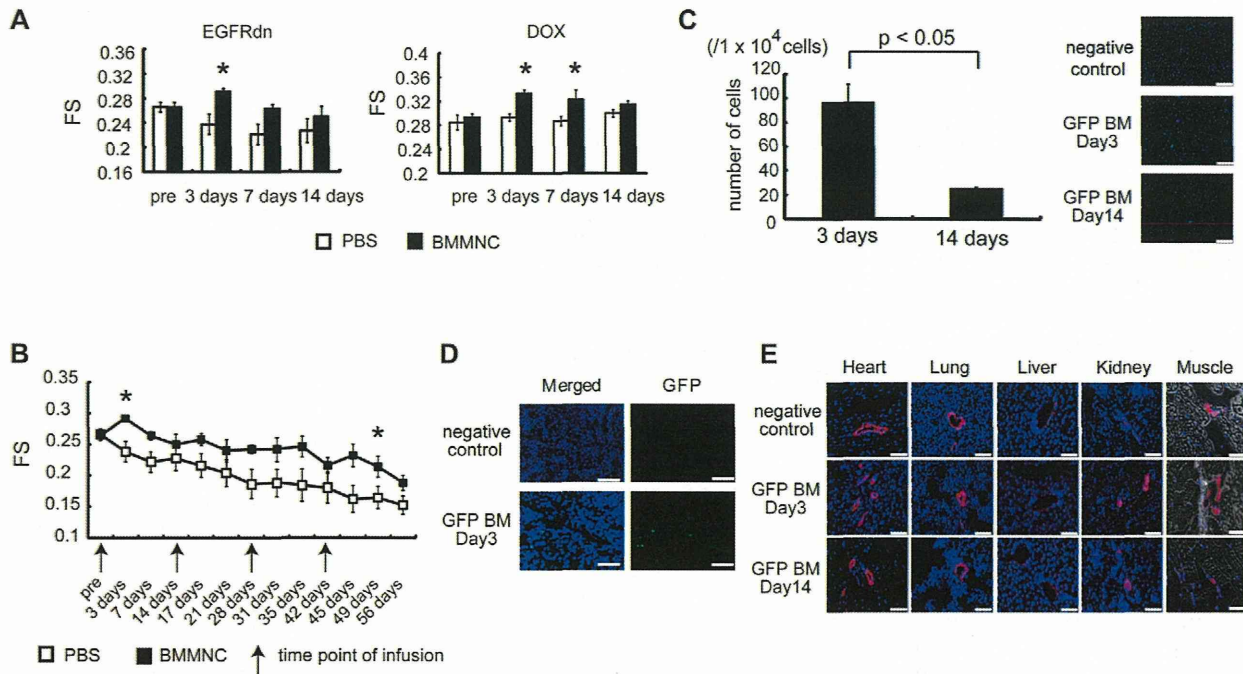 A
EGFRdn
DOX
FS
0.36
0.32
0.28
0.24
0.2
0.16
*
pre 3 days 7 days 14 days
FS
0.4
0.36
0.32
0.28
0.24
0.2
* *
pre 3 days 7 days 14 days
PBS BMMNC
C
(/1 x 10⁴ cells)
p < 0.05
number of cells
120
100
80
60
40
20
0
3 days 14 days
negative
control
GFP BM
Day3
GFP BM
Day14
B
FS
0.35
0.3
0.25
0.2
0.15
0.1
* *
pre
3 days
7 days
14 days
17 days
21 days
28 days
31 days
35 days
42 days
45 days
49 days
56 days
PBS BMMNC time point of infusion
D
Merged GFP
negative
control
GFP BM
Day3
E
Heart Lung Liver Kidney Muscle
negative
control
GFP BM
Day3
GFP BM
Day14